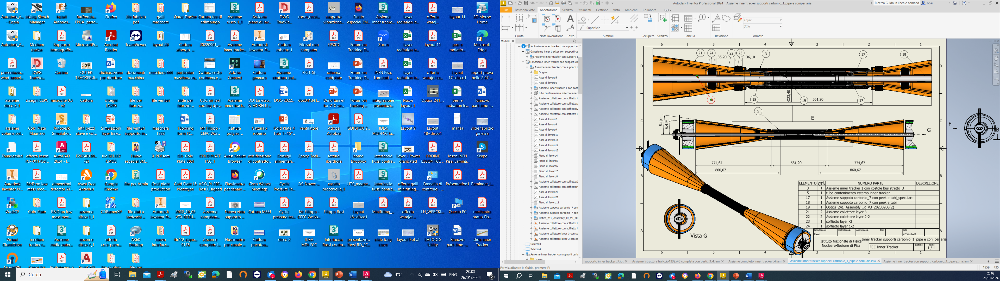 Autodesk_A... - Copia
Inkling Sketch Manager
Install Autodes...
Raffredda... FPGA_parte...
Firefox
file fabrizio pdf
galli maschere
Outer Tracker
Cattura fee di edimburgo
Assieme disco 1_1
Assieme piano di lav...
DWG TrueVie...
room_recei...
supporto vibraziona...
Fluido especial 3M...
Assieme inner tracke...
Layer radiation le...
offerta wataj...
layout 11
3D Mouse Home
Autodesk_A...
Medium tracker
Rapporto termografic...
MicrosoftPr...
Acrobat Reader
TeamViewer
layout 20
Cattura albergo ...
20220901_...
Assieme inner tracke...
Autodesk Inventor Pr...
Cattura roberto 1
File sul mio computer
EP30TC
Forum on Tracking D...
Zoom
Layer radiation le...
layout 11
pesi e radiatio...
Microsoft Edge
presentazio... wind tunnel...
DWG TrueVie...
Cestino
OUTER TRACKERsli...
dichiarazione per direttore
documenti macchina
maschera 444
particolari maschera m...
Cattura costo conference ...
Adobe Connect
Cattura gennaro
Assieme struttura tral...
FP51-SL
schema coldplate
Forum on Tracking D...
INFN Pisa, Laminati ...
Layer radiation le...
offerta watajet ce...
Layout 17+disco1
report prova belle 2 07-...
assieme disco 3_1
disegni CEPC
microvite 0.5 - v2
Cattura
disegni LN2P3
file per fabrizi...
file venturi
slide per fabrizio ...
CLIC air test cooling dp-...
Assieme inner track...
DDTEmesso... & MORELLI ...
DOC-2022...
doc041341...
Wind tunnel for VTX air...
Forum on Tracking ...
integrazione presentazi...
Nuovi layout_1
Optics_241_...
pesi e radiation le...
Rinnovo part-time -...
assieme volume col...
Cold Plate Maurizio
Autodesk Simulatio...
altri pezzi stave e col...
Simulazioni layer Inne...
file venturi supporto in...
maschera 1332
1Booking form FC...
Mr Filippo - CEPC Wor...
Cattura polytec ...
Cattura x roberto
Cold Plate 4 Tubi T=15°...
ventilatore
Adobe Acrobat
GDFSFOX_2...
IDEA MDI-FCC ta...
Layout 9
Layout 18+disco1
marisa
slide fabrizio ginevra
Thunderbird
offerta loson INP-011-Col...
AutoCAD 2024 - I...
E20240109... (2)
file BELLE2 CMOS
Fluido especial 3M...
X-PDFsam
OB- Cold Plate 38x4
COLD PLATE FCC_1
Avast Secure Browser
certificazione di contratto...
Consigli alimentari...
Epoxy-Tech...
fattura iberdrola
home Dropbox
Interfaccia flussi contra...
Layer 1 Power dissipated
ORDINE LOSON FCC ...
loson INFN Pisa, Lamina...
Skype
Autodesk Inventor Pr...
R&D on low mass mec...
dimensioni detector AT...
Avast Free Antivirus
Google Chrome
file per Armin
Cold plate production
Cold Plate L5 Prototype
AOO_PI-202... Bosi F_signed
Flussimetro per canale ...
Cisco Webex Meetings
Cyclic Pressure Te...
DS-Novec-...
casello orecchiella_1
HTS_magne...
Interfaccia flussi contra...
offerta galli minifitting...
Pannello di controllo - ...
Présentation1
Reminder_L...
WinSCP
Cold Plate
R&D on low mass mec...
assieme disco 1_1
CDBurnerXP
file dati a bedeschi ...
Autodesk Inventor Pr...
2022_10_03 VTX REGU...
Assieme completo...
Nuova vista supporto ...
Cattura M55J
Cyclic pressure tes...
Mr Filippo - CEPC Works...
Filippo Bosi
Layout 16+disco1
Minifitting_...
offerta watajet ...
LH_WEBCKI...
Questo PC
mechanics status Pis...
Virtual CloneDrive
medium tracker r...
Assieme midle outer...
assieme disco 2_1
offerta cole-parm...
A360 Desktop
nuovo interfacc...
46772_signe... 9176
Assieme completo I...
Flussimetro per canale ...
Cattura pocofoa...
disco 2
IDEA MDI-FCC
Interfaccia flussi contra...
presentazio... fbosi RD_FC...
slide long stave
layout 9 et al
LMTOOLS Utility
Rinnovo part-time -...
slide inner Tracker
OpenVPN
Cones for
Prototyping a
AutoCAD
file di silvia
file per
Cerca
9°C
ENG
20:03
26/01/2024
2
Autodesk Inventor Professional 2024 Assieme inner tracker supporti carbonio_1_pipe e coniper aria
Ricerca Guida in linea e comand
bosi
File Posiziona viste Annotazione Schizzo Strumenti Gestione Vista Ambienti Collabora
Superficie
Layer
Stile
Quota
Note lavorazione
Testo
Simboli
Recupera
Schizzo
Tabella
Revisione
Formato
Modello
A:Assieme inner tracker con supporti ca
G:Assieme inner tracker con supporti ca
Assieme inner tracker con supporti c
E:Assieme inner tracker con supporti ca
Assieme inner tracker con supporti c
Origine
Asse di lavoro5
Asse di lavoro6
Assieme inner tracker 1 con cost
tubo contenimento esterno inner
Assieme collettore con soffietto i
Assieme collettore con soffietto:1
Assieme collettore con soffietto:2
Assieme collettore con soffietto i
Asse di lavoro7
Asse di lavoro8
Asse di lavoro9
Asse di lavoro10
Asse di lavoro11
Asse di lavoro12
Asse di lavoro13
Piano di lavoro4
Piano di lavoro5
Piano di lavoro6
Piano di lavoro7
Piano di lavoro8
Assieme collettore con soffietto:3
Assieme collettore con soffietto:4
Asse di lavoro20
Asse di lavoro21
Piano di lavoro11
Assieme suppoto carbonio_7 con
Assieme suppoto carbonio_7 con
Optics_241_Assembly_IR_V3_202
Assieme collettore con soffietto l
Assieme collettore con soffietto l
Assieme collettore layer 3 con so
Assieme collettore layer 3 con so
Schizzo3
Schizzo4
Assieme inner tracker con supporti carb
Origine
6 5 4 3 2 1
D
C
B
A
21 24 22 23 3 17 19
35,20
36,10
18 19 17
Ø23,40
561,20
5
E
8,19°
6,41°
G
F
B
774,67 561,20 774,67
860,67 860,67
Vista G
ELEMENTO QTÀ NUMERO PARTE DESCRIZIONE
3 1 Assieme inner tracker 1 con costole bus stretto_3
5 1 tubo contenimento esterno inner tracker
17 1 Assieme suppoto carbonio_7 con peek e tubi_speculare
18 1 Assieme suppoto carbonio_7 con peek e tubi
19 1 Optics_241_Assembly_IR_V3_20230908(2)
21 2 Assieme collettore layer 3
22 2 Assieme collettore layer 2-2
23 1 soffietto layer -3
24 1 soffietto layer 1-2
Progettato da Controllato da Approvato da Data Data
fbosi 07/01/2024
Istituto Nazionale di Fisica
Nucleare-Sezione di Pisa
Inner tracker supporti carbonio_1_pipe e coni per aria
FCC Inner Tracker
Edizione Foglio
1 / 1
6 5 4 3 2 1
supporto inner tracker _7.ipt
Assieme struttura traliccio1332x45 completa con parti...3_4.iam
Assieme completo inner tracker _4.iam
Assieme inner tracker supporti carbonio_1_pipe e coni...ria.idw
Assieme inner tracker con supporti carbonio_1_pipe e...ria.iam
Per visualizzare la Guida, premere F1
1959 435
20:03
26/01/2024